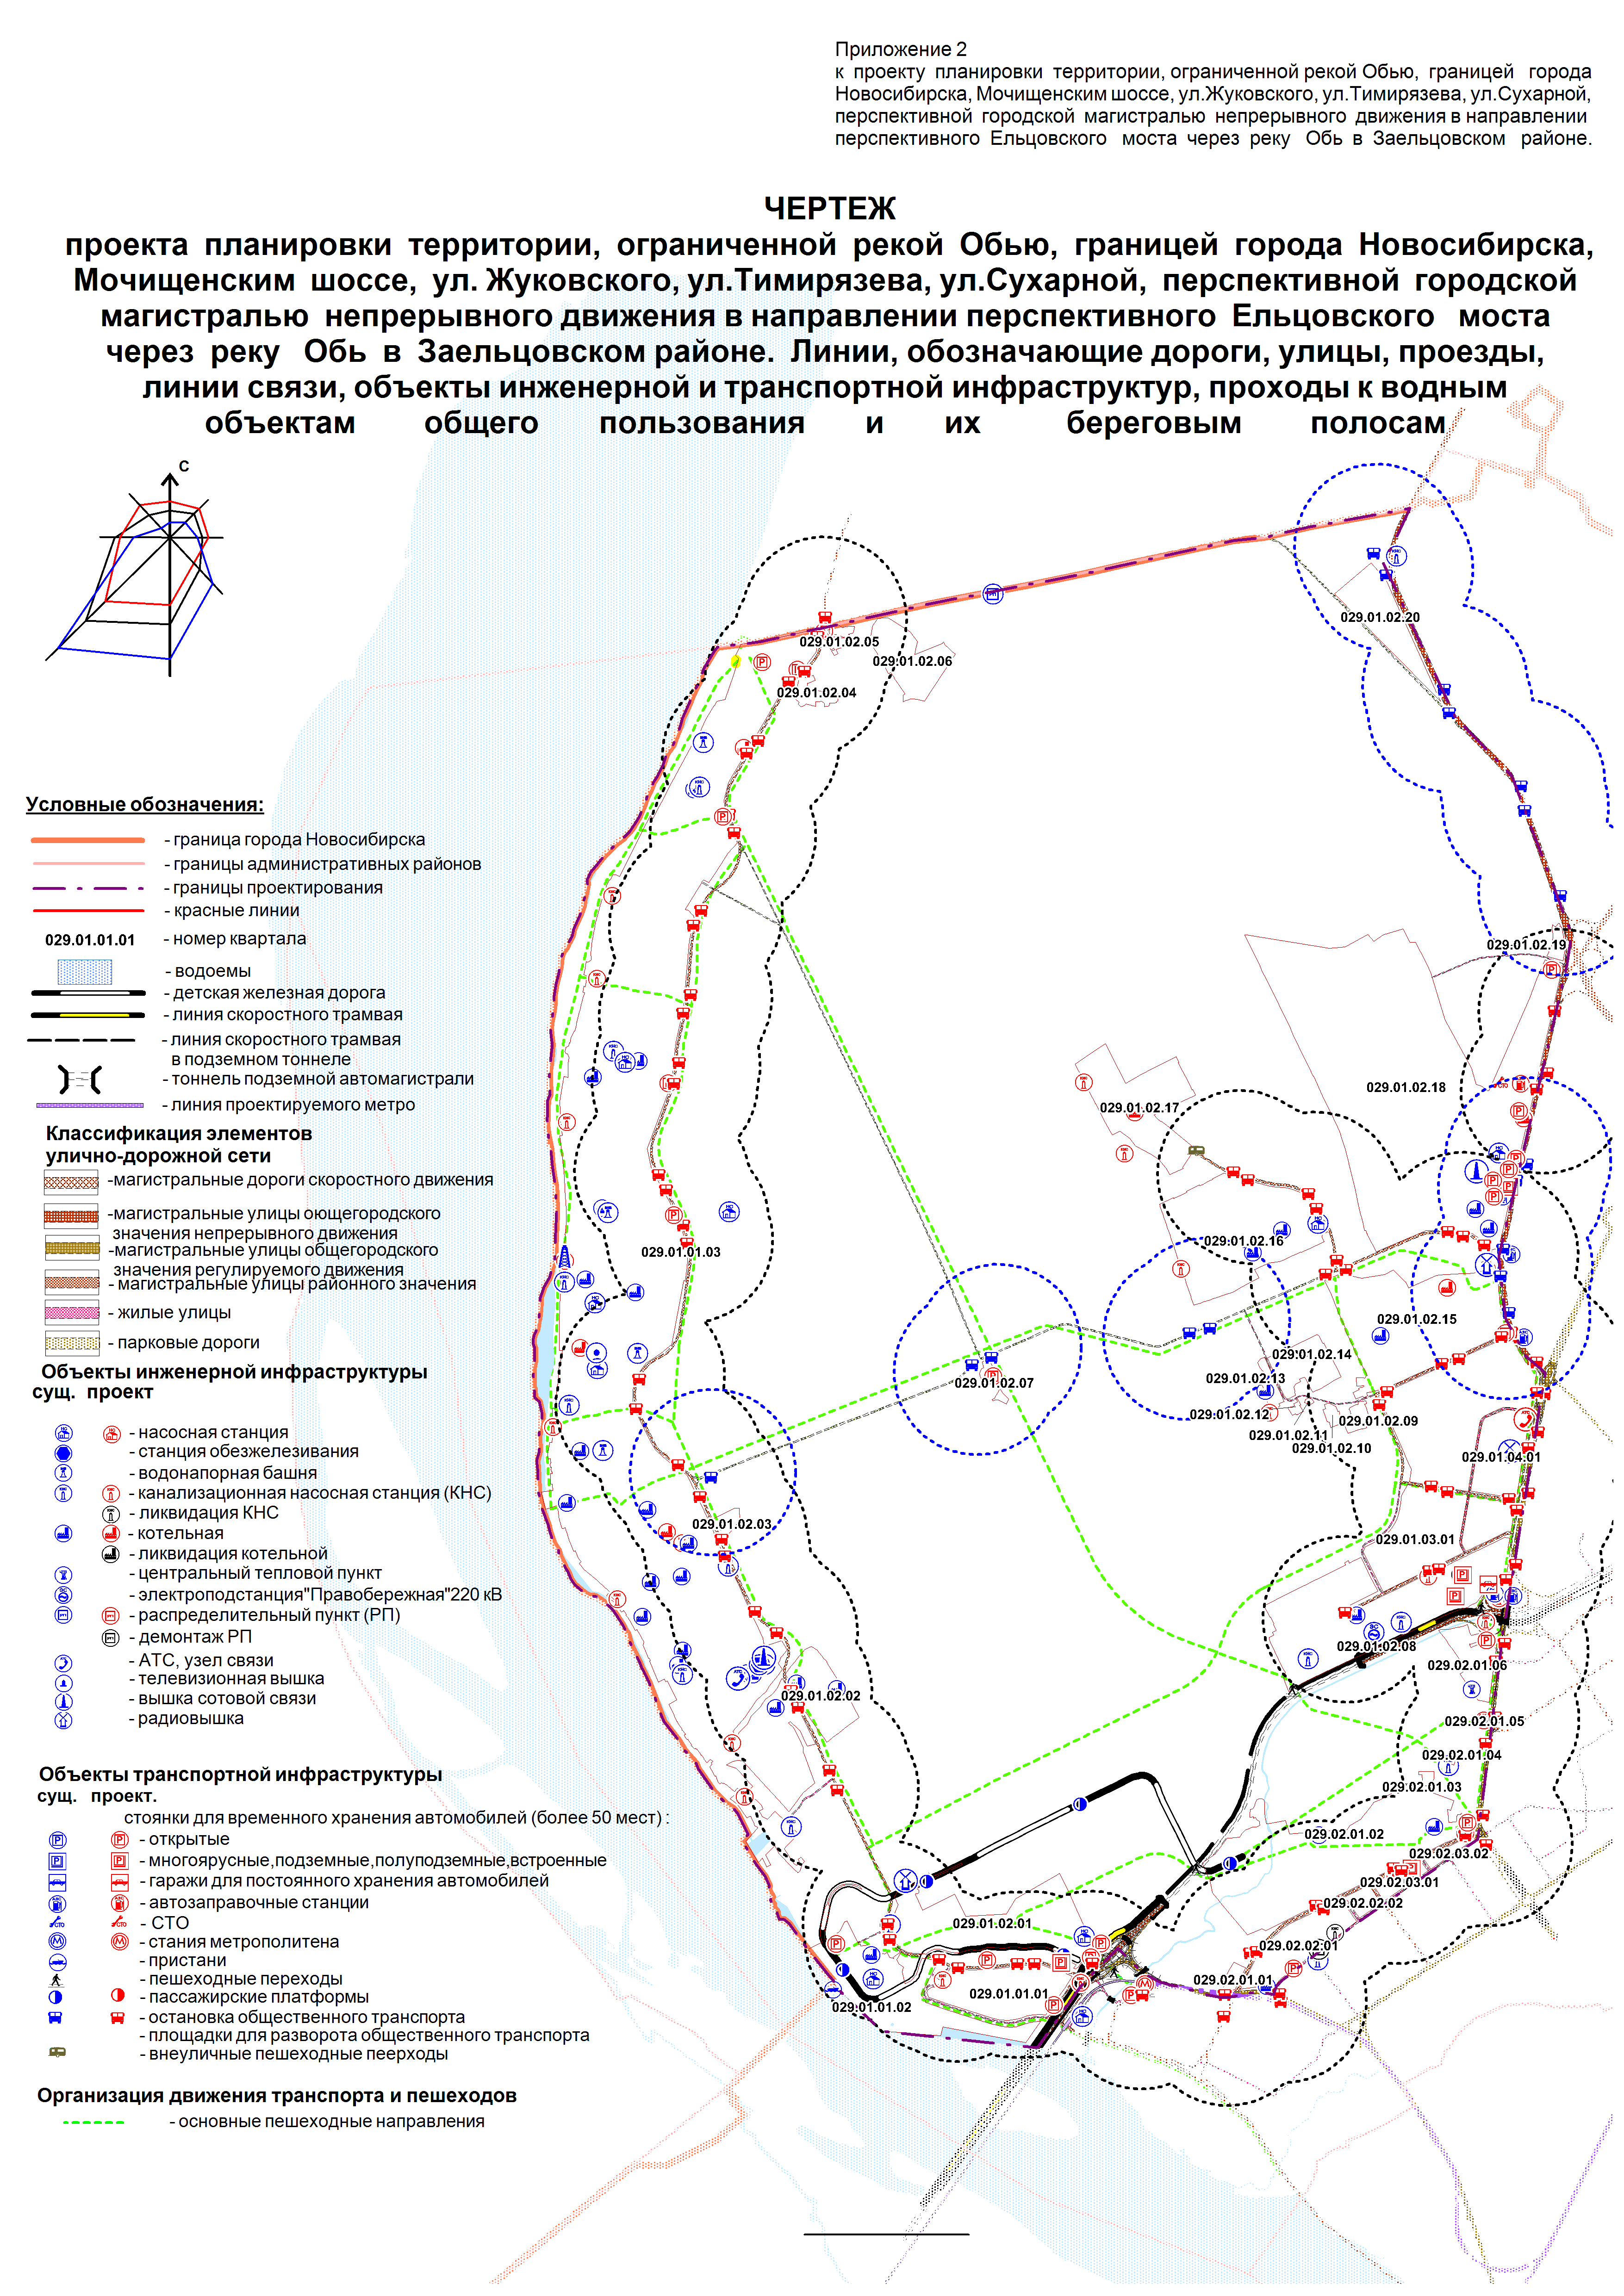 Приложение 2
к проекту планировки территории, ограниченной рекой Обью, границей города
Новосибирска, Мочищенским шоссе, ул.Жуковского, ул.Тимирязева, ул.Сухарной,
перспективной городской магистралью непрерывного движения в направлении
перспективного Ельцовского моста через реку Обь в Заельцовском районе.
ЧЕРТЕЖ
проекта планировки территории, ограниченной рекой Обью, границей города Новосибирска,
Мочищенским шоссе, ул. Жуковского, ул.Тимирязева, ул.Сухарной, перспективной городской
магистралью непрерывного движения в направлении перспективного Ельцовского моста
через реку Обь в Заельцовском районе. Линии, обозначающие дороги, улицы, проезды,
линии связи, объекты инженерной и транспортной инфраструктур, проходы к водным
объектам общего пользования и их береговым полосам
С
Условные обозначения:
- граница города Новосибирска
- границы административных районов
- границы проектирования
- красные линии
029.01.01.01 - номер квартала
- водоемы
- детская железная дорога
- линия скоростного трамвая
- линия скоростного трамвая
в подземном тоннеле
- тоннель подземной автомагистрали
- линия проектируемого метро
Классификация элементов
улично-дорожной сети
-магистральные дороги скоростного движения
-магистральные улицы оющегородского
значения непрерывного движения
-магистральные улицы общегородского
значения регулируемого движения
- магистральные улицы районного значения
- жилые улицы
- парковые дороги
Объекты инженерной инфраструктуры
сущ. проект
- насосная станция
- станция обезжелезивания
- водонапорная башня
- канализационная насосная станция (КНС)
- ликвидация КНС
- котельная
- ликвидация котельной
- центральный тепловой пункт
- электроподстанция"Правобережная"220 кВ
- распределительный пункт (РП)
- демонтаж РП
- АТС, узел связи
- телевизионная вышка
- вышка сотовой связи
- радиовышка
Объекты транспортной инфраструктуры
сущ. проект.
стоянки для временного хранения автомобилей (более 50 мест) :
- открытые
- многоярусные,подземные,полуподземные,встроенные
- гаражи для постоянного хранения автомобилей
- автозаправочные станции
- СТО
- стания метрополитена
- пристани
- пешеходные переходы
- пассажирские платформы
- остановка общественного транспорта
- площадки для разворота общественного транспорта
- внеуличные пешеходные пеерходы
Организация движения транспорта и пешеходов
- основные пешеходные направления
029.01.02.20
029.01.02.05
029.01.02.06
029.01.02.04
029.01.02.19
029.01.02.18
029.01.02.17
029.01.02.16
029.01.01.03
029.01.02.15
029.01.02.14
029.01.02.13
029.01.02.07
029.01.02.12
029.01.02.09
029.01.02.11
029.01.02.10
029.01.04.01
029.01.02.03
029.01.03.01
029.01.02.08
029.02.01.06
029.01.02.02
029.02.01.05
029.02.01.04
029.02.01.03
029.02.01.02
029.02.03.02
029.02.03.01
029.02.02.02
029.01.02.01
029.02.02.01
029.02.01.01
029.01.01.01
029.01.01.02